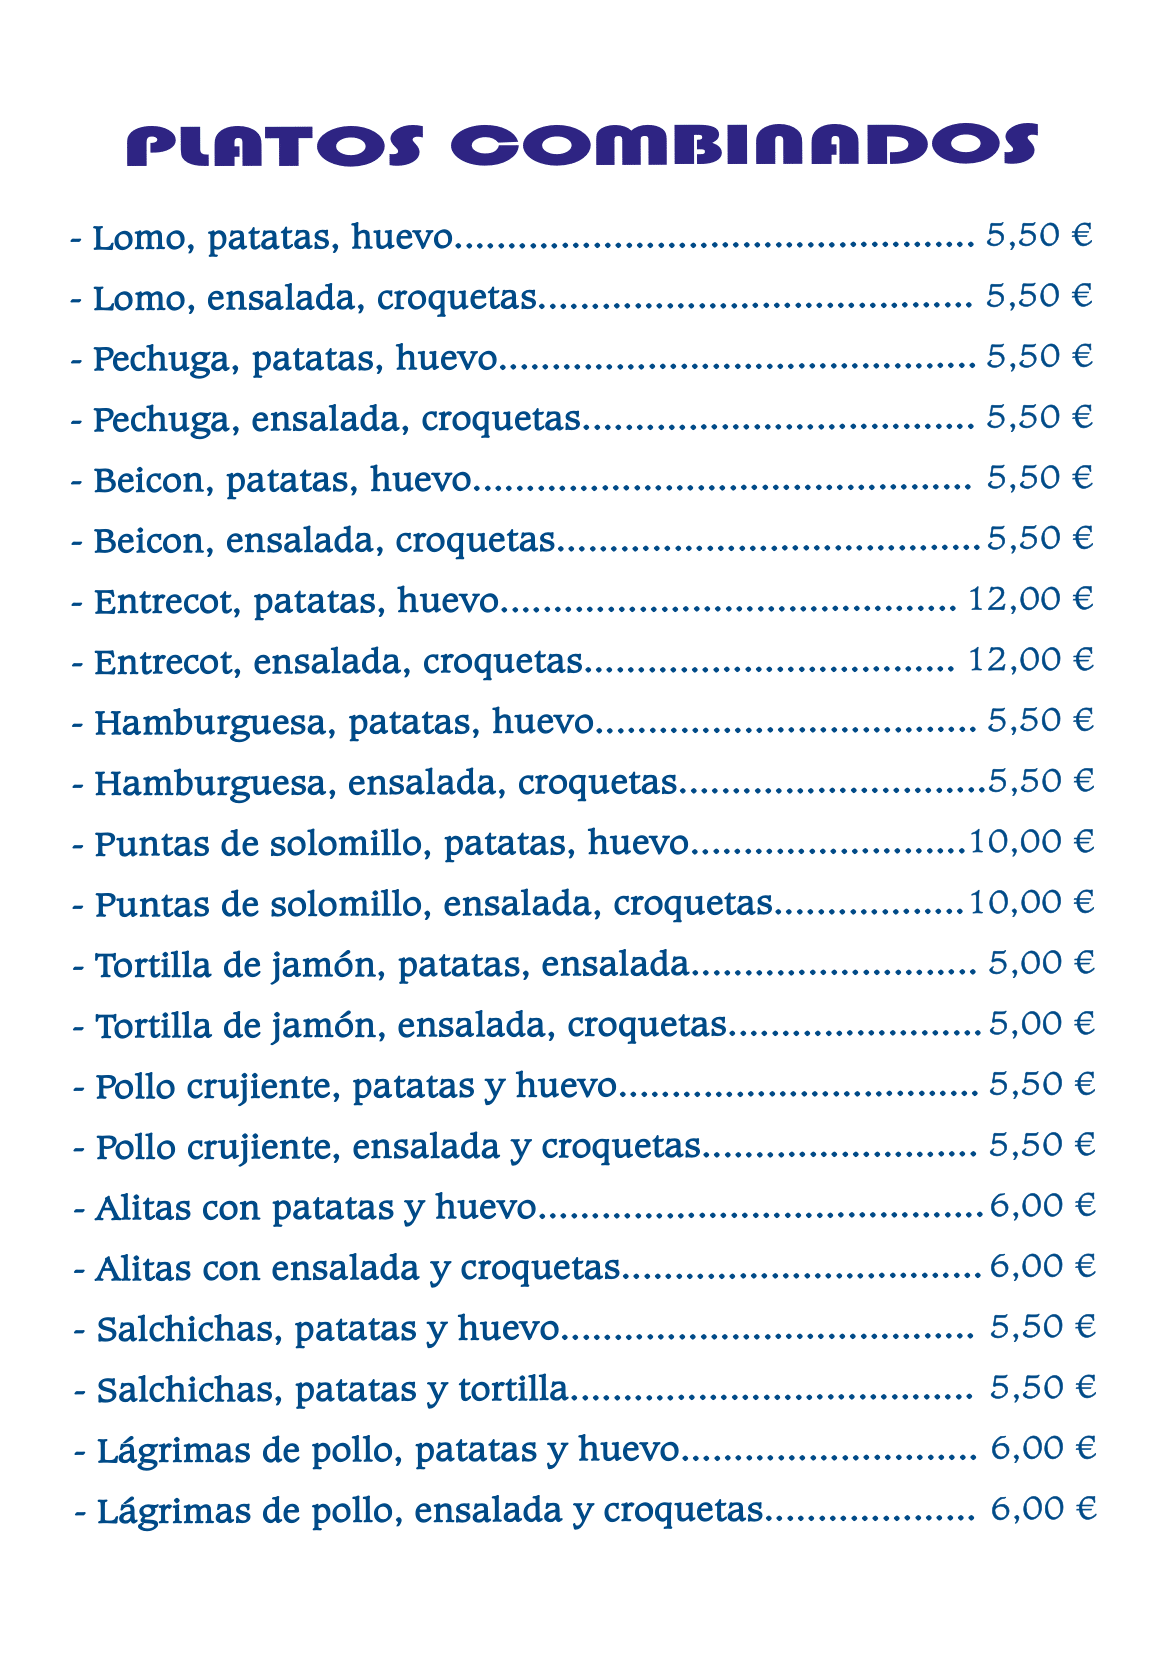 PLATOS COMBINADOS
- Lomo, patatas, huevo................................................. 5,50 €
- Lomo, ensalada, croquetas......................................... 5,50 €
- Pechuga, patatas, huevo............................................. 5,50 €
- Pechuga, ensalada, croquetas..................................... 5,50 €
- Beicon, patatas, huevo............................................... 5,50 €
- Beicon, ensalada, croquetas........................................5,50 €
- Entrecot, patatas, huevo........................................... 12,00 €
- Entrecot, ensalada, croquetas................................... 12,00 €
- Hamburguesa, patatas, huevo.................................... 5,50 €
- Hamburguesa, ensalada, croquetas.............................5,50 €
- Puntas de solomillo, patatas, huevo..........................10,00 €
- Puntas de solomillo, ensalada, croquetas..................10,00 €
- Tortilla de jamón, patatas, ensalada........................... 5,00 €
- Tortilla de jamón, ensalada, croquetas........................5,00 €
- Pollo crujiente, patatas y huevo.................................. 5,50 €
- Pollo crujiente, ensalada y croquetas.......................... 5,50 €
- Alitas con patatas y huevo..........................................6,00 €
- Alitas con ensalada y croquetas..................................6,00 €
- Salchichas, patatas y huevo....................................... 5,50 €
- Salchichas, patatas y tortilla...................................... 5,50 €
- Lágrimas de pollo, patatas y huevo............................ 6,00 €
- Lágrimas de pollo, ensalada y croquetas.................... 6,00 €